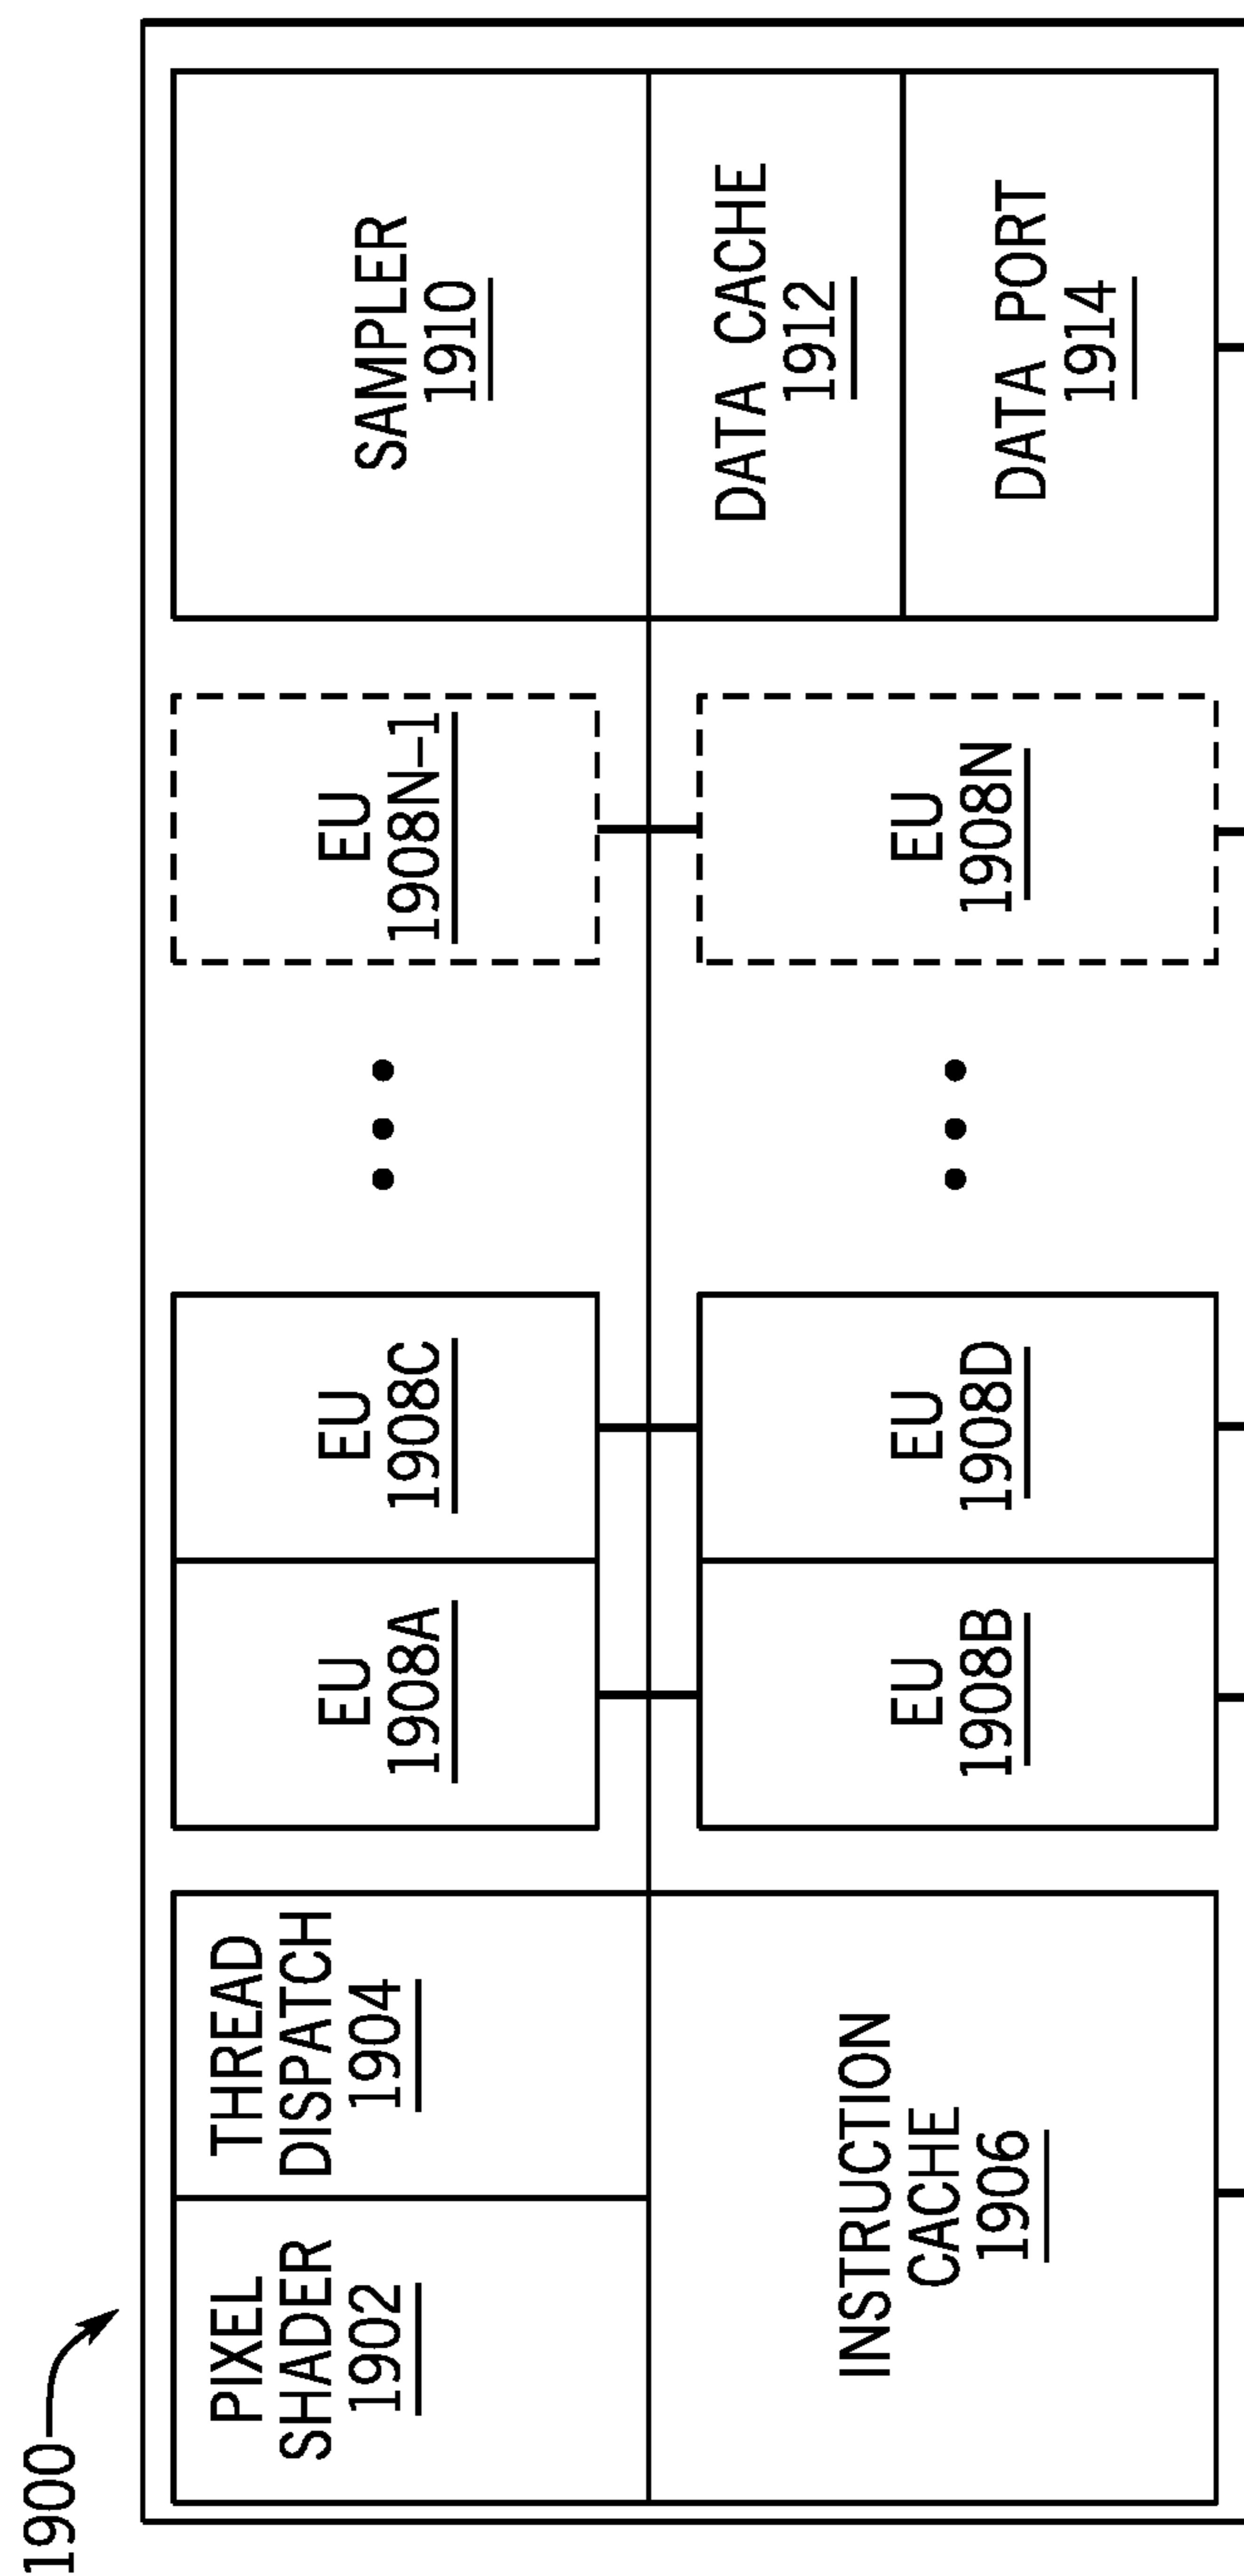 1900
PIXEL
SHADER
1902
THREAD
DISPATCH
1904
INSTRUCTION
CACHE
1906
EU
1908A
EU
1908C
EU
1908B
EU
1908D
EU
1908N–1
EU
1908N
SAMPLER
1910
DATA CACHE
1912
DATA PORT
1914